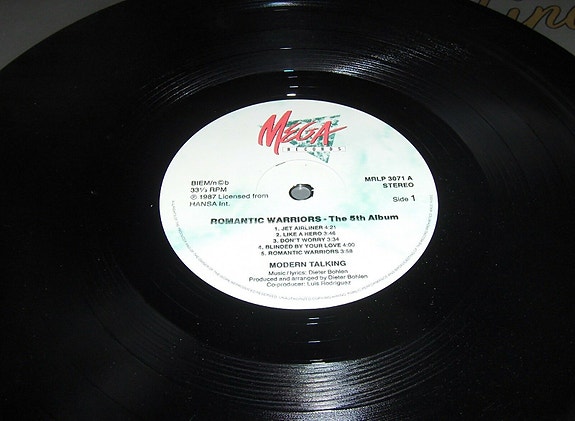 MEGA
RECORDS
BIEM/n©b
33⅓ RPM
℗ 1987 Licensed from
HANSA Int.
MRLP 3071 A
STEREO
Side 1
ROMANTIC WARRIORS - The 5th Album
1. JET AIRLINER 4:21
2. LIKE A HERO 3:46
3. DON'T WORRY 3:34
4. BLINDED BY YOUR LOVE 4:00
5. ROMANTIC WARRIORS 3:58
MODERN TALKING
Music/lyrics: Dieter Bohlen
Produced and arranged by Dieter Bohlen
Co-producer: Luis Rodriguez